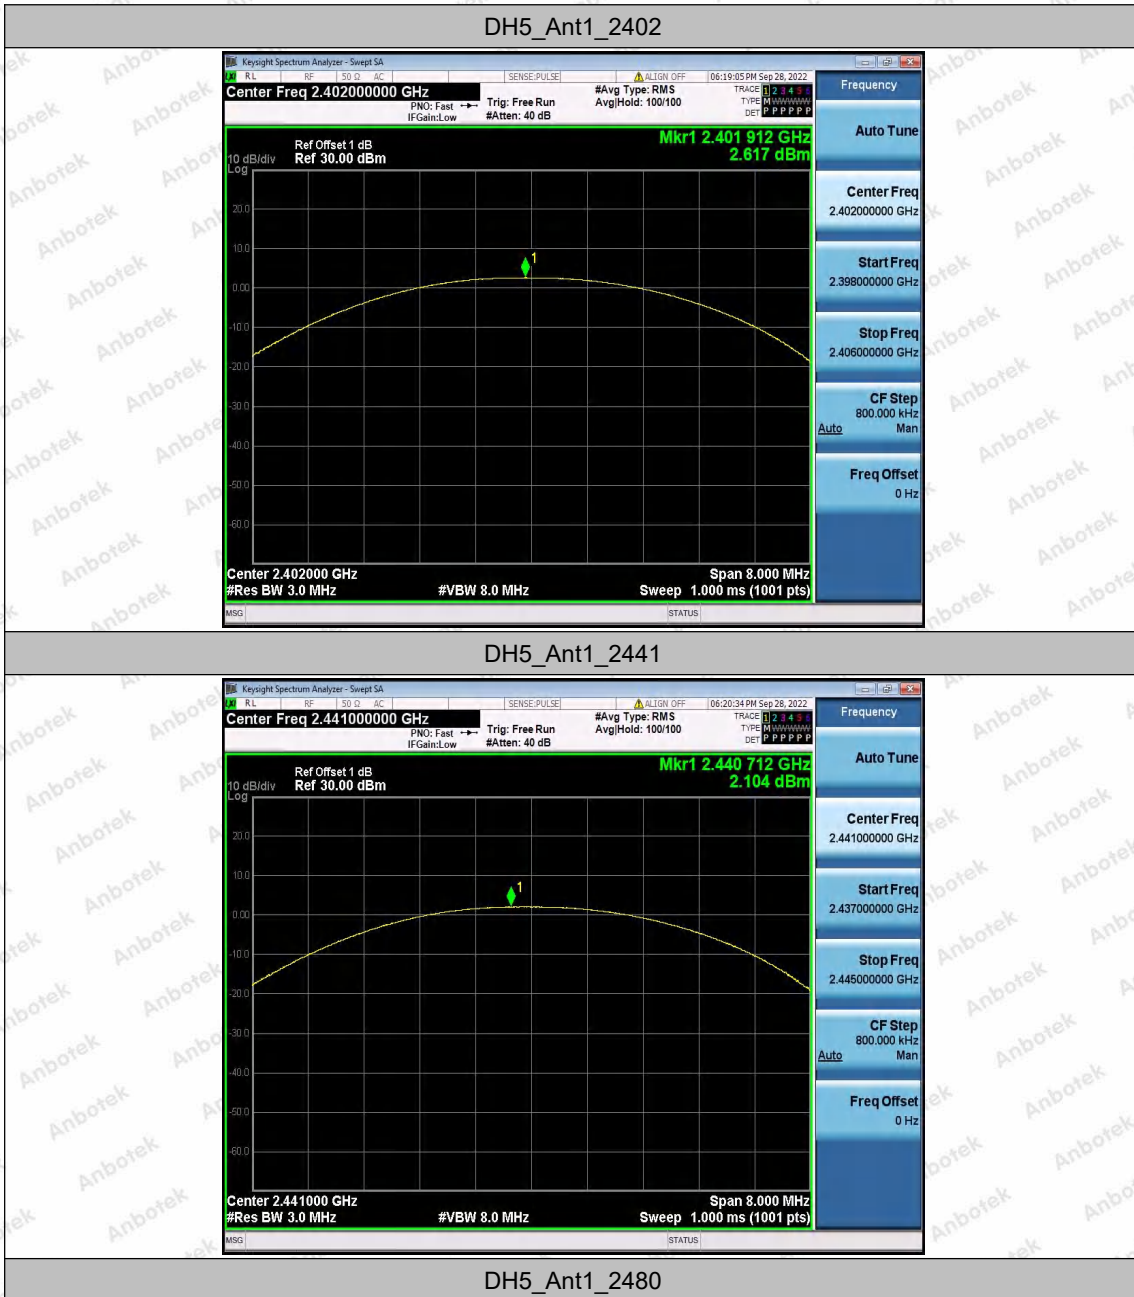 DH5_Ant1_2402
Keysight Spectrum Analyzer - Swept SA
RL RF 50 Ω AC SENSE:PULSE ALIGN OFF 06:19:05 PM Sep 28, 2022
Center Freq 2.402000000 GHz
PNO: Fast
IFGain:Low
Trig: Free Run
#Atten: 40 dB
#Avg Type: RMS
Avg|Hold: 100/100
TRACE 1 2 3 4 5 6
TYPE M W W W W W
DET P P P P P P
Ref Offset 1 dB
10 dB/div Ref 30.00 dBm
Log
Mkr1 2.401 912 GHz
2.617 dBm
20.0
10.0
0.00
-10.0
-20.0
-30.0
-40.0
-50.0
-60.0
1
Center 2.402000 GHz Span 8.000 MHz
#Res BW 3.0 MHz #VBW 8.0 MHz Sweep 1.000 ms (1001 pts)
MSG STATUS
Frequency
Auto Tune
Center Freq
2.402000000 GHz
Start Freq
2.398000000 GHz
Stop Freq
2.406000000 GHz
CF Step
800.000 kHz
Auto Man
Freq Offset
0 Hz
DH5_Ant1_2441
Keysight Spectrum Analyzer - Swept SA
RL RF 50 Ω AC SENSE:PULSE ALIGN OFF 06:20:34 PM Sep 28, 2022
Center Freq 2.441000000 GHz
PNO: Fast
IFGain:Low
Trig: Free Run
#Atten: 40 dB
#Avg Type: RMS
Avg|Hold: 100/100
TRACE 1 2 3 4 5 6
TYPE M W W W W W
DET P P P P P P
Ref Offset 1 dB
10 dB/div Ref 30.00 dBm
Log
Mkr1 2.440 712 GHz
2.104 dBm
20.0
10.0
0.00
-10.0
-20.0
-30.0
-40.0
-50.0
-60.0
1
Center 2.441000 GHz Span 8.000 MHz
#Res BW 3.0 MHz #VBW 8.0 MHz Sweep 1.000 ms (1001 pts)
MSG STATUS
Frequency
Auto Tune
Center Freq
2.441000000 GHz
Start Freq
2.437000000 GHz
Stop Freq
2.445000000 GHz
CF Step
800.000 kHz
Auto Man
Freq Offset
0 Hz
DH5_Ant1_2480
Anbotek